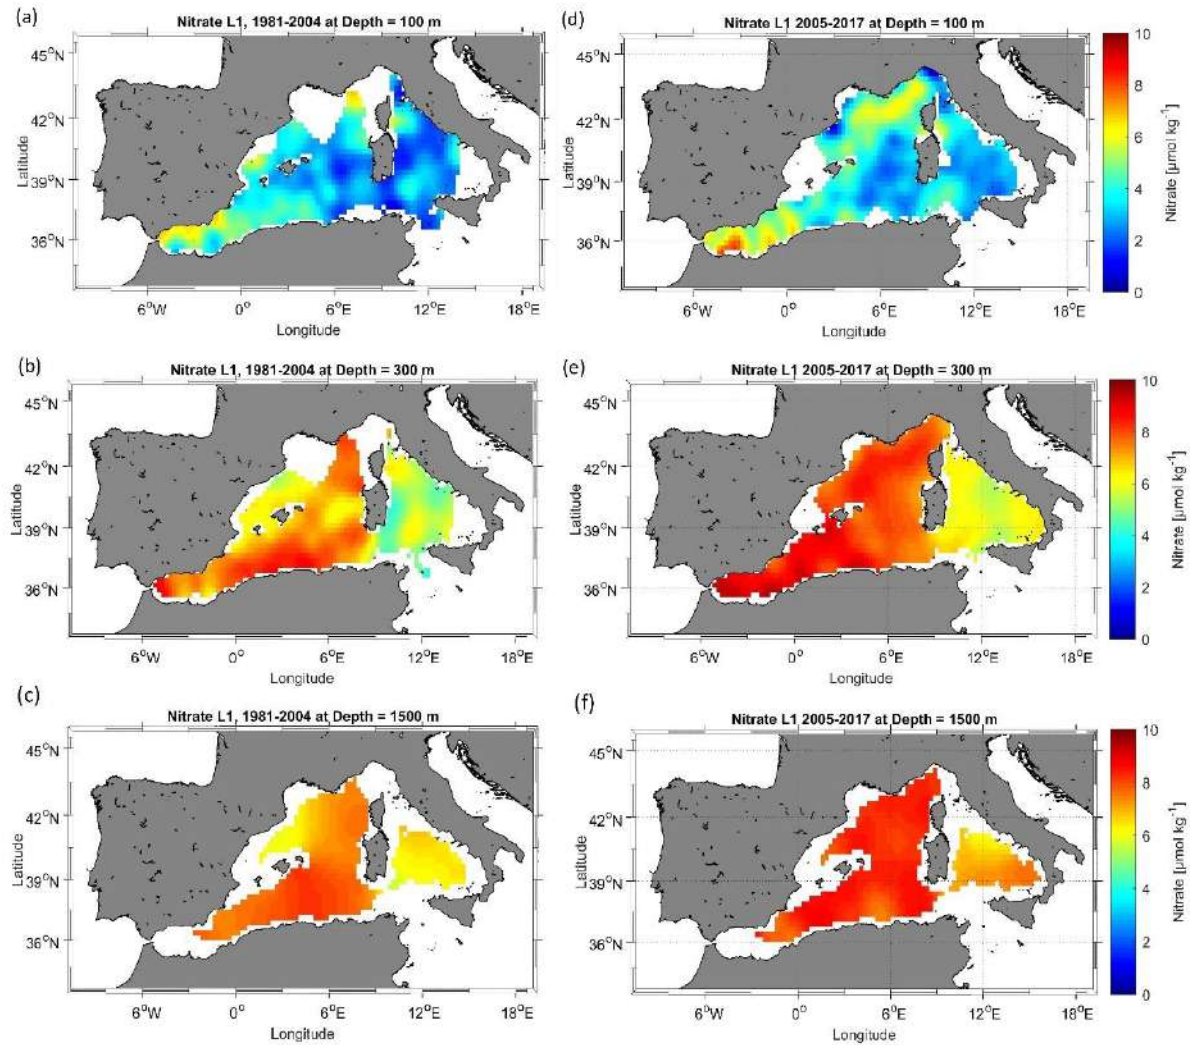 (a)
Nitrate L1, 1981-2004 at Depth = 100 m
45°N
42°N
39°N
36°N
Latitude
6°W
0°
6°E
12°E
18°E
Longitude
(d)
Nitrate L1 2005-2017 at Depth = 100 m
45°N
42°N
39°N
36°N
Latitude
6°W
0°
6°E
12°E
18°E
Longitude
10
8
6
4
2
0
Nitrate [µmol kg⁻¹]
(b)
Nitrate L1, 1981-2004 at Depth = 300 m
45°N
42°N
39°N
36°N
Latitude
6°W
0°
6°E
12°E
18°E
Longitude
(e)
Nitrate L1 2005-2017 at Depth = 300 m
45°N
42°N
39°N
36°N
Latitude
6°W
0°
6°E
12°E
18°E
Longitude
10
8
6
4
2
0
Nitrate [µmol kg⁻¹]
(c)
Nitrate L1, 1981-2004 at Depth = 1500 m
45°N
42°N
39°N
36°N
Latitude
6°W
0°
6°E
12°E
18°E
Longitude
(f)
Nitrate L1 2005-2017 at Depth = 1500 m
45°N
42°N
39°N
36°N
Latitude
6°W
0°
6°E
12°E
18°E
Longitude
10
8
6
4
2
0
Nitrate [µmol kg⁻¹]